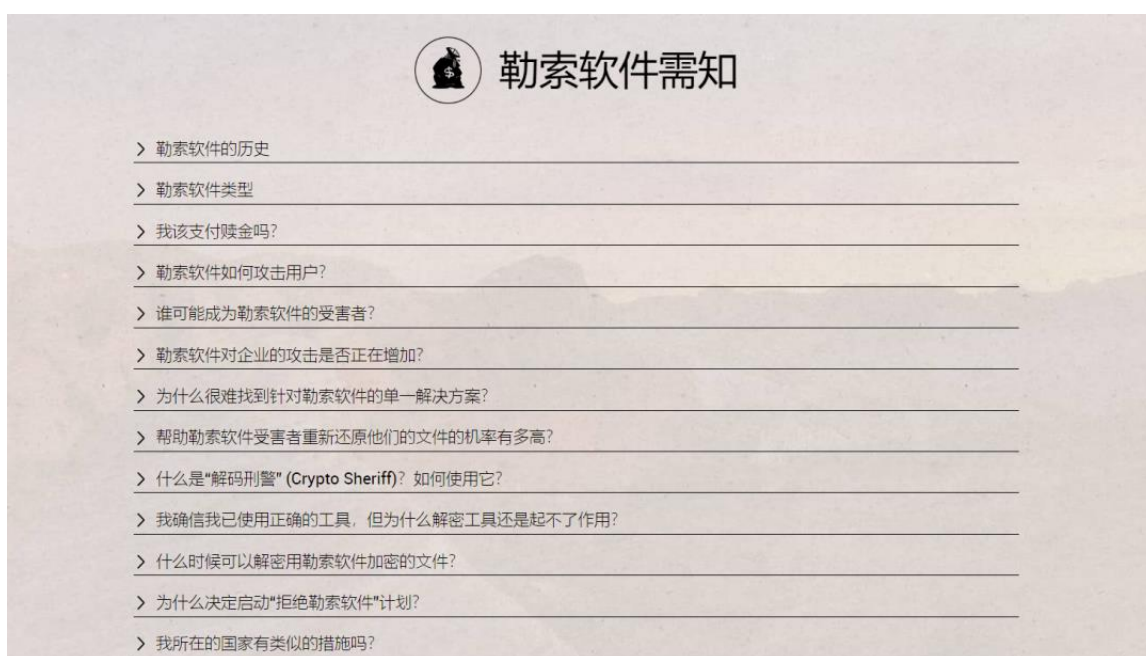 勒索软件需知
勒索软件的历史
勒索软件类型
我该支付赎金吗?
勒索软件如何攻击用户?
谁可能成为勒索软件的受害者?
勒索软件对企业的攻击是否正在增加?
为什么很难找到针对勒索软件的单一解决方案?
帮助勒索软件受害者重新还原他们的文件的机率有多高?
什么是“解码刑警” (Crypto Sheriff)? 如何使用它?
我确信我已使用正确的工具，但为什么解密工具还是起不了作用?
什么时候可以解密用勒索软件加密的文件?
为什么决定启动“拒绝勒索软件”计划?
我所在的国家有类似的措施吗?